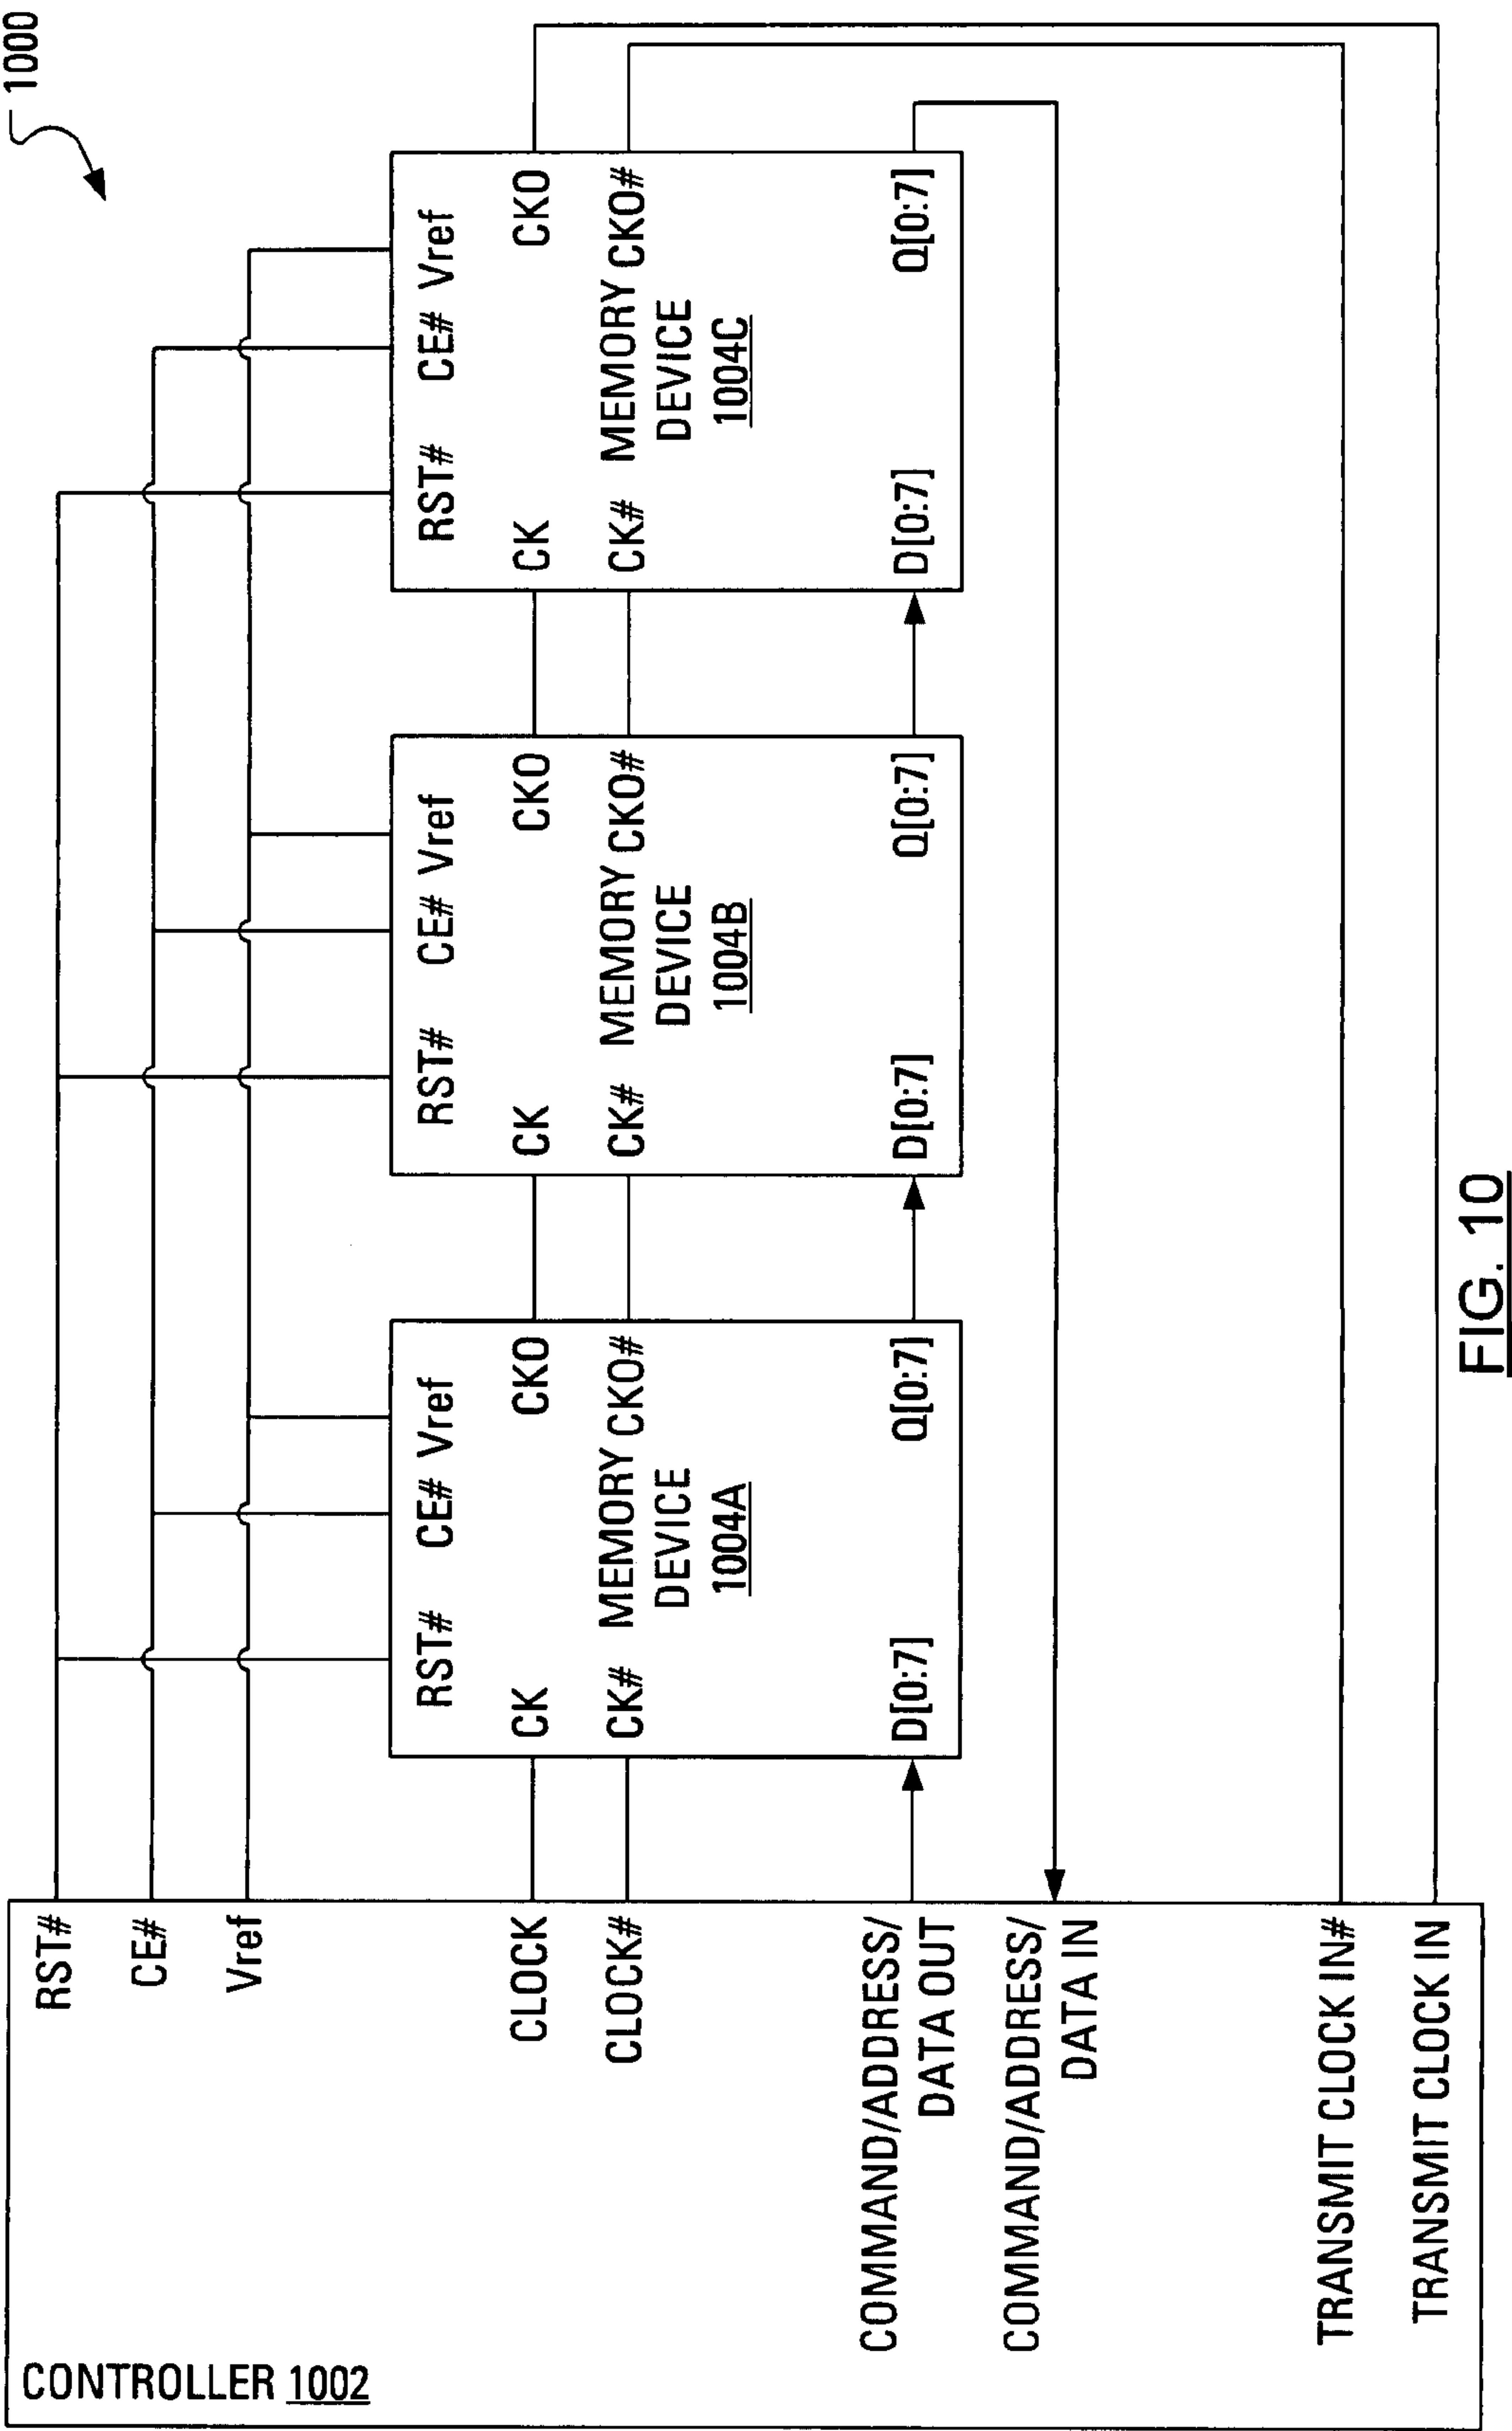 1000
CONTROLLER 1002
RST#
CE#
Vref
CLOCK
CLOCK#
COMMAND/ADDRESS/
DATA OUT
COMMAND/ADDRESS/
DATA IN
TRANSMIT CLOCK IN#
TRANSMIT CLOCK IN
RST# CE# Vref
CK CKO
CK# MEMORY CKO#
DEVICE
1004A
D[0:7] Q[0:7]
RST# CE# Vref
CK CKO
CK# MEMORY CKO#
DEVICE
1004B
D[0:7] Q[0:7]
RST# CE# Vref
CK CKO
CK# MEMORY CKO#
DEVICE
1004C
D[0:7] Q[0:7]
FIG. 10